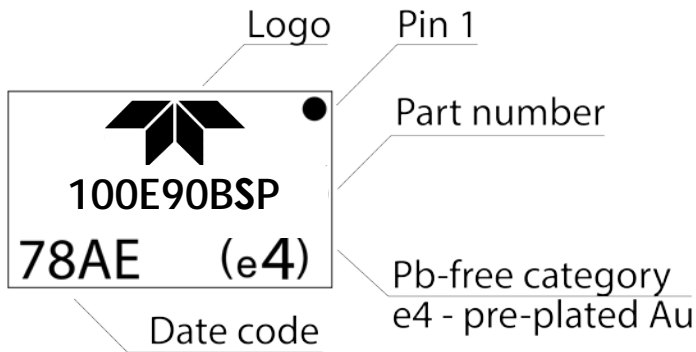 Logo
Pin 1
Part number
100E90BSP
78AE (e4)
Pb-free category
e4 - pre-plated Au
Date code